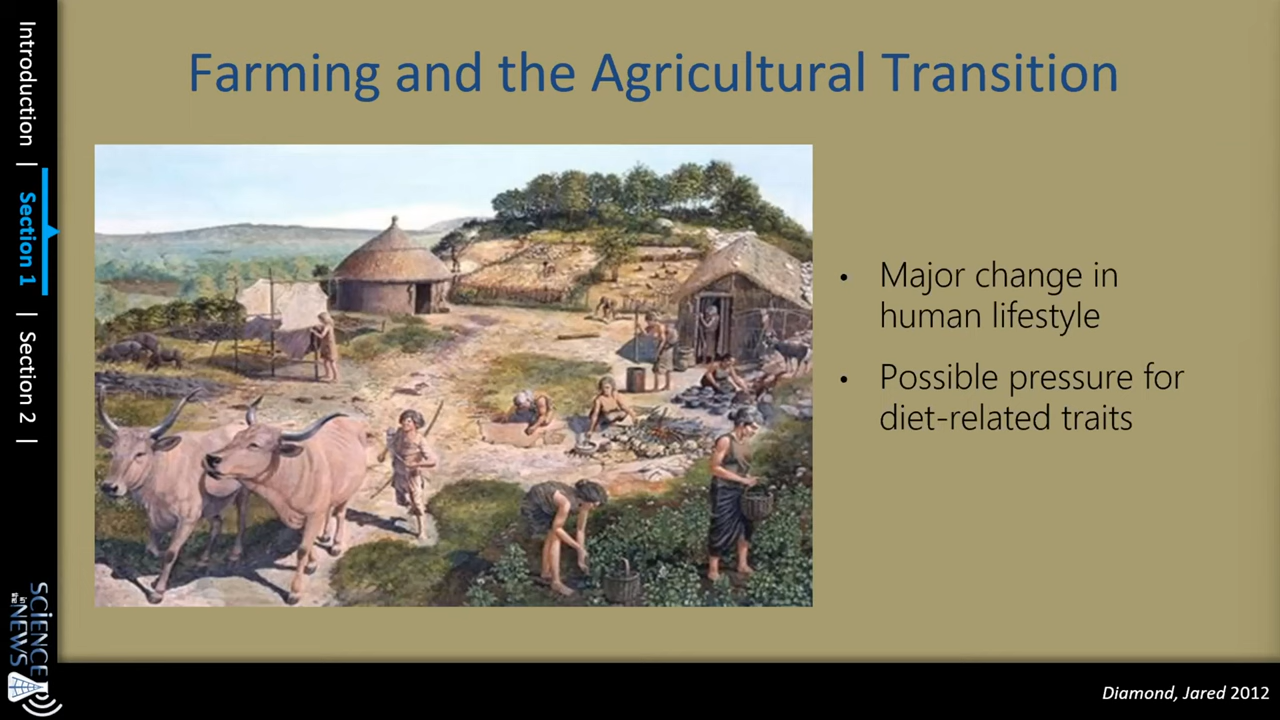 Farming and the Agricultural Transition
• Major change in
human lifestyle
• Possible pressure for
diet-related traits
Introduction | Section 1 | Section 2 |
SCIENCE
in the
NEWS
Diamond, Jared 2012